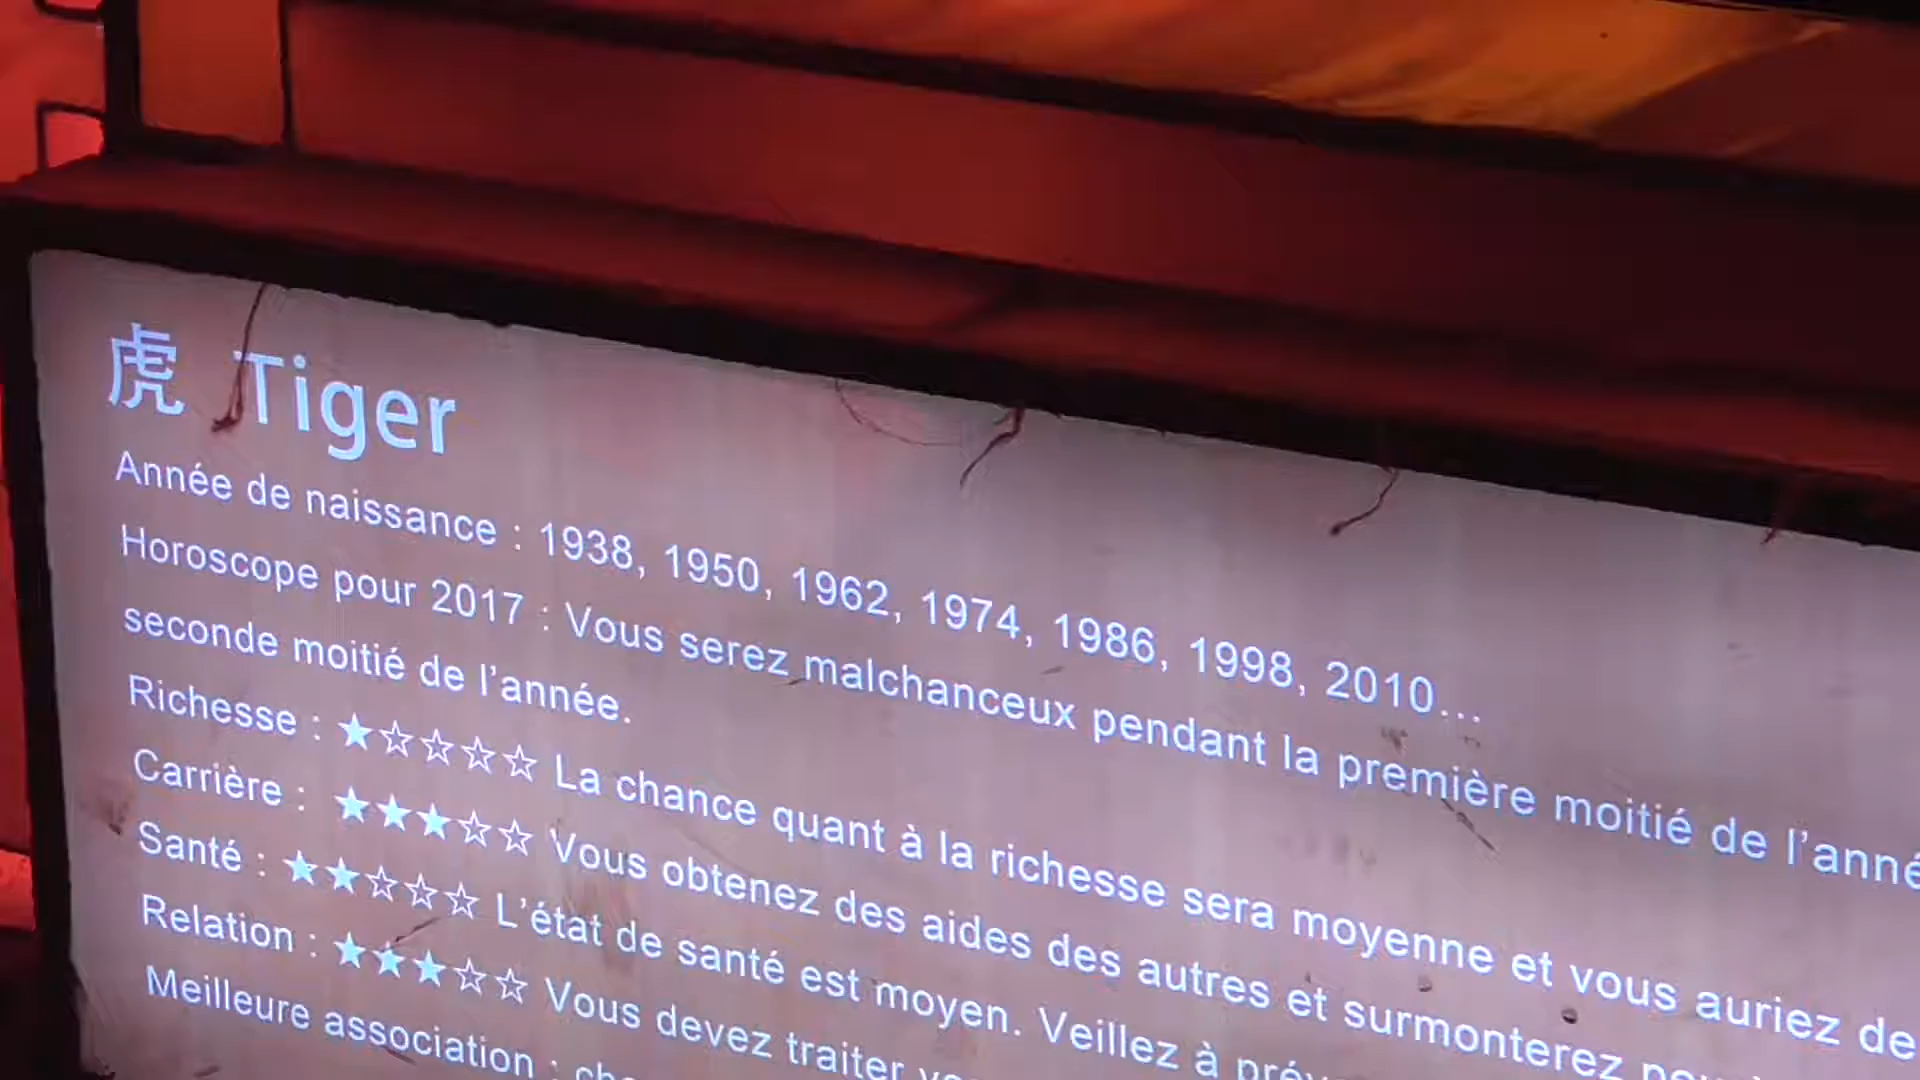 虎 Tiger
Année de naissance : 1938, 1950, 1962, 1974, 1986, 1998, 2010...
Horoscope pour 2017 : Vous serez malchanceux pendant la première moitié de
seconde moitié de l’année.
Richesse : ★☆☆☆☆ La chance quant à la richesse sera moyenne et vous auriez
Carrière : ★★★☆☆ Vous obtenez des aides des autres et surmonterez
Santé : ★★☆☆☆ L’état de santé est moyen. Veillez à
Relation : ★★★☆☆ Vous devez traiter
Meilleure association :